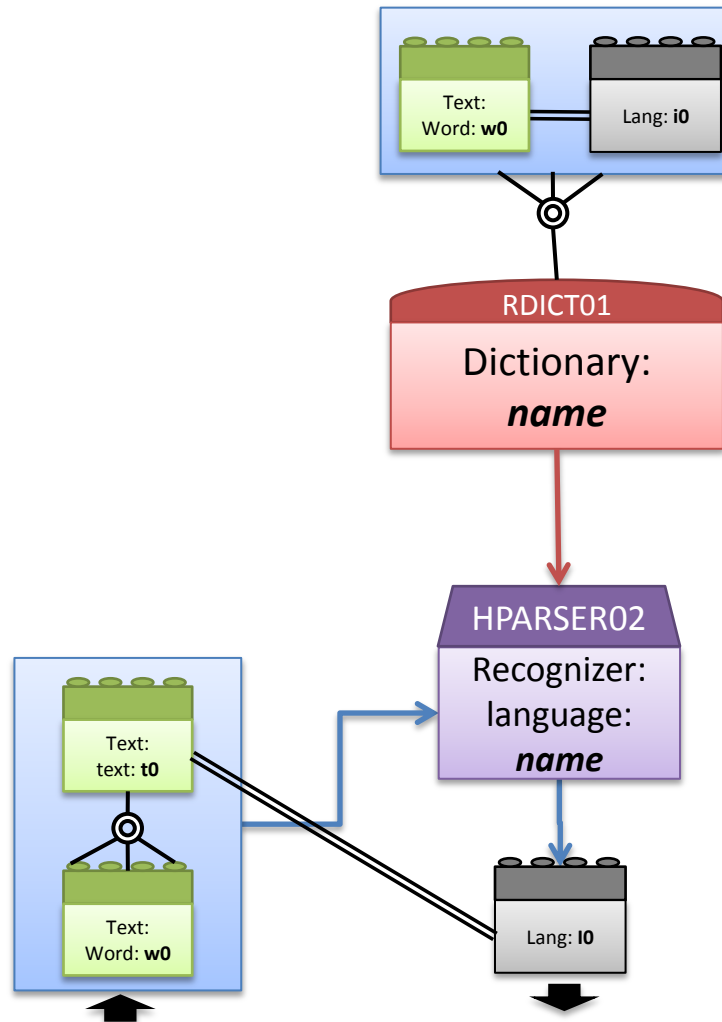 Text:
Word: w0
Lang: i0
RDICT01
Dictionary:
name
HPARSER02
Recognizer:
language:
name
Text:
text: t0
Text:
Word: w0
Lang: l0